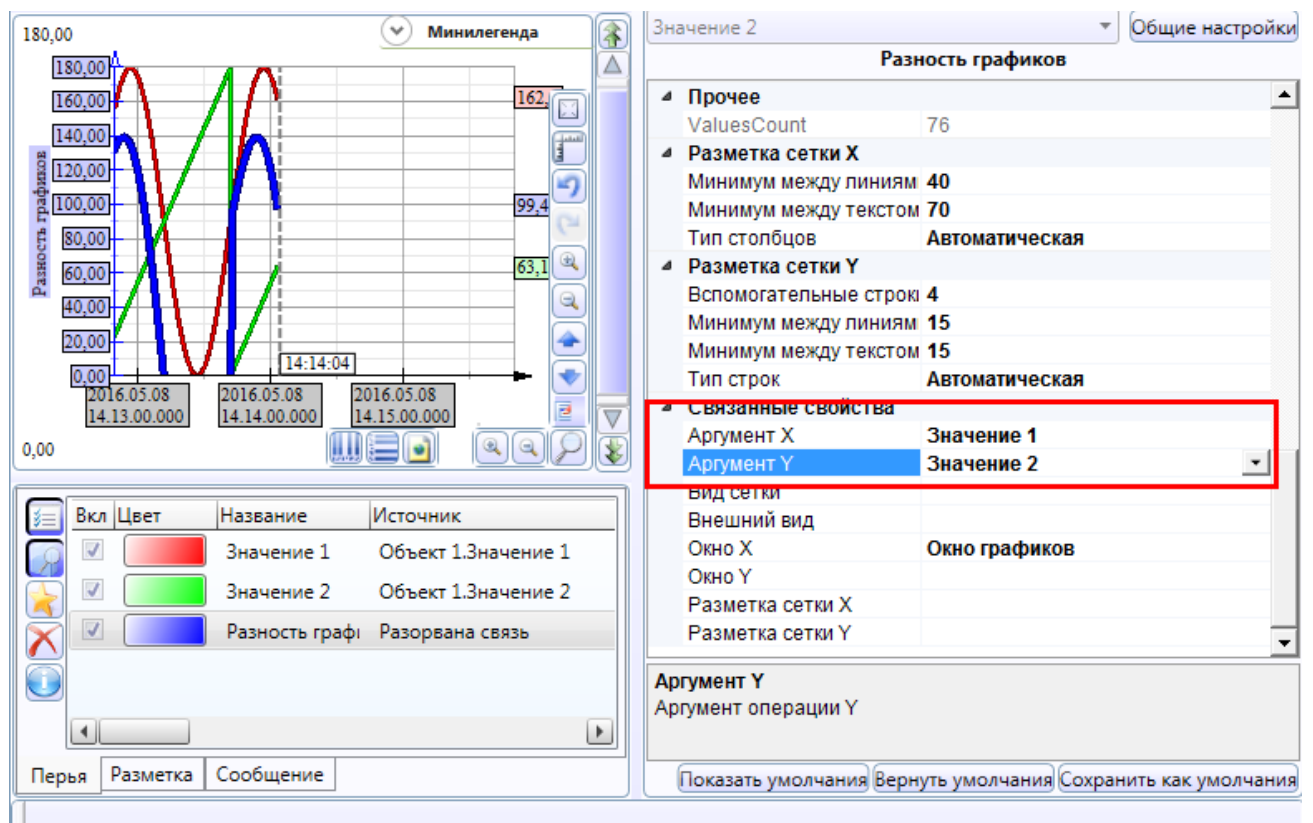 180,00
Минилегенда
180,00
160,00
140,00
120,00
100,00
80,00
60,00
40,00
20,00
0,00
Разность графиков
162,
99,4
63,1
14:14:04
2016.05.08
14.13.00.000
2016.05.08
14.14.00.000
2016.05.08
14.15.00.000
0,00
Вкл Цвет Название Источник
Значение 1 Объект 1.Значение 1
Значение 2 Объект 1.Значение 2
Разность графи Разорвана связь
Перья Разметка Сообщение
Значение 2 Общие настройки
Разность графиков
Прочее
ValuesCount 76
Разметка сетки X
Минимум между линиям 40
Минимум между текстом 70
Тип столбцов Автоматическая
Разметка сетки Y
Вспомогательные строки 4
Минимум между линиям 15
Минимум между текстом 15
Тип строк Автоматическая
Связанные свойства
Аргумент X Значение 1
Аргумент Y Значение 2
Вид сетки
Внешний вид
Окно X Окно графиков
Окно Y
Разметка сетки X
Разметка сетки Y
Аргумент Y
Аргумент операции Y
Показать умолчания Вернуть умолчания Сохранить как умолчания